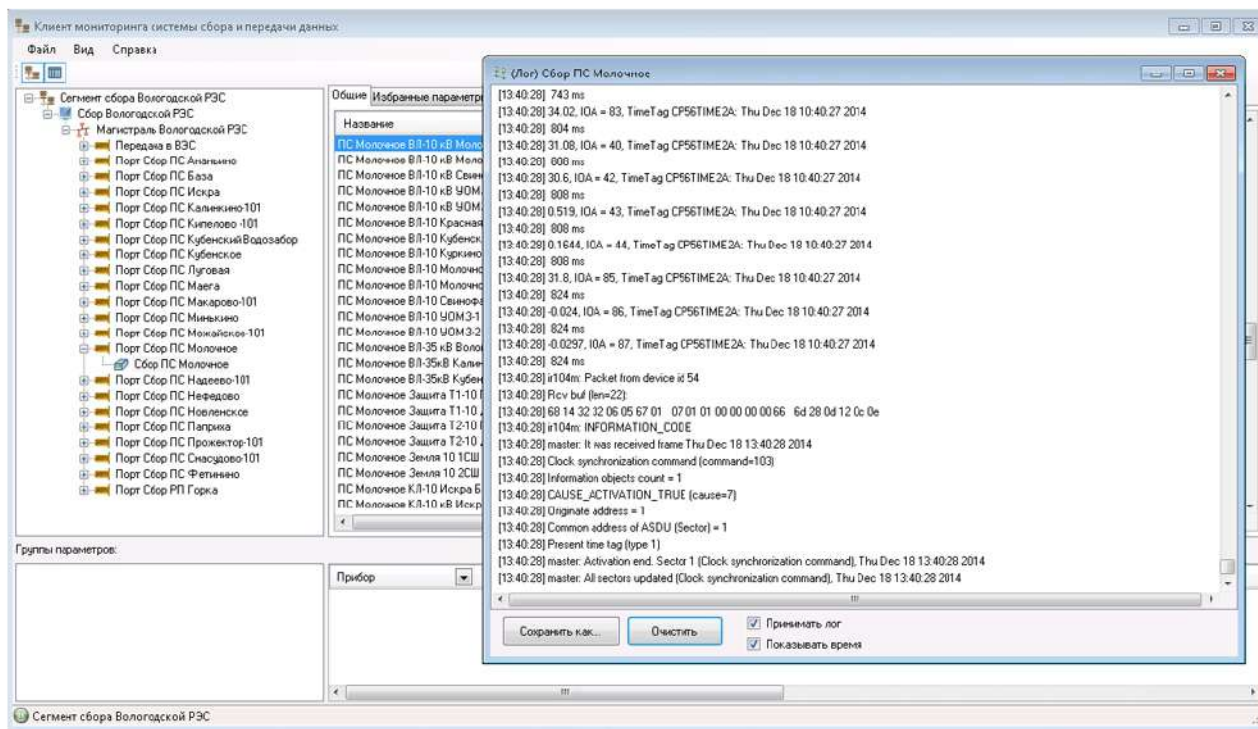 Клиент мониторинга системы сбора и передачи данных
Файл Вид Справка
Сегмент сбора Вологодской РЭС
Сбор Вологодской РЭС
Магистраль Вологодской РЭС
Передача в ВЭС
Порт Сбор ПС Ананьино
Порт Сбор ПС База
Порт Сбор ПС Искра
Порт Сбор ПС Калинкино-101
Порт Сбор ПС Кипелово -101
Порт Сбор ПС КубенскийВодозабор
Порт Сбор ПС Кубенское
Порт Сбор ПС Луговая
Порт Сбор ПС Маега
Порт Сбор ПС Макарово-101
Порт Сбор ПС Минькино
Порт Сбор ПС Можайское-101
Порт Сбор ПС Молочное
Сбор ПС Молочное
Порт Сбор ПС Надеево-101
Порт Сбор ПС Нефедово
Порт Сбор ПС Новленское
Порт Сбор ПС Паприха
Порт Сбор ПС Прожектор-101
Порт Сбор ПС Снасудово-101
Порт Сбор ПС Фетинино
Порт Сбор РП Горка
Группы параметров:
Общие Избранные параметры
Название
ПС Молочное ВЛ-10 кВ Моло
ПС Молочное ВЛ-10 кВ Моло
ПС Молочное ВЛ-10 кВ Свин
ПС Молочное ВЛ-10 кВ УОМ
ПС Молочное ВЛ-10 кВ УОМ
ПС Молочное ВЛ-10 Красная
ПС Молочное ВЛ-10 Кубенск
ПС Молочное ВЛ-10 Куркино
ПС Молочное ВЛ-10 Молочно
ПС Молочное ВЛ-10 Молочно
ПС Молочное ВЛ-10 Свиноф
ПС Молочное ВЛ-10 УОМЗ-1
ПС Молочное ВЛ-10 УОМЗ-2
ПС Молочное ВЛ-35 кВ Воло
ПС Молочное ВЛ-35кВ Калин
ПС Молочное ВЛ-35кВ Кубен
ПС Молочное Защита Т1-10
ПС Молочное Защита Т1-10
ПС Молочное Защита Т2-10
ПС Молочное Защита Т2-10
ПС Молочное Земля 10 1СШ
ПС Молочное Земля 10 2СШ
ПС Молочное КЛ-10 Искра Б
ПС Молочное КЛ-10 кВ Искр
Прибор
(Лог) Сбор ПС Молочное
[13:40:28] 743 ms
[13:40:28] 34.02, IOA = 83, TimeTag CP56TIME2A: Thu Dec 18 10:40:27 2014
[13:40:28] 804 ms
[13:40:28] 31.08, IOA = 40, TimeTag CP56TIME2A: Thu Dec 18 10:40:27 2014
[13:40:28] 808 ms
[13:40:28] 30.6, IOA = 42, TimeTag CP56TIME2A: Thu Dec 18 10:40:27 2014
[13:40:28] 808 ms
[13:40:28] 0.519, IOA = 43, TimeTag CP56TIME2A: Thu Dec 18 10:40:27 2014
[13:40:28] 808 ms
[13:40:28] 0.1644, IOA = 44, TimeTag CP56TIME2A: Thu Dec 18 10:40:27 2014
[13:40:28] 808 ms
[13:40:28] 31.8, IOA = 85, TimeTag CP56TIME2A: Thu Dec 18 10:40:27 2014
[13:40:28] 824 ms
[13:40:28] -0.024, IOA = 86, TimeTag CP56TIME2A: Thu Dec 18 10:40:27 2014
[13:40:28] 824 ms
[13:40:28] -0.0297, IOA = 87, TimeTag CP56TIME2A: Thu Dec 18 10:40:27 2014
[13:40:28] 824 ms
[13:40:28] ir104m: Packet from device id 54
[13:40:28] Rcv buf (len=22):
[13:40:28] 68 14 32 32 06 05 67 01 07 01 01 00 00 00 00 66 6d 28 0d 12 0c 0e
[13:40:28] ir104m: INFORMATION_CODE
[13:40:28] master: It was received frame Thu Dec 18 13:40:28 2014
[13:40:28] Clock synchronization command (command=103)
[13:40:28] Information objects count = 1
[13:40:28] CAUSE_ACTIVATION_TRUE (cause=7)
[13:40:28] Originate address = 1
[13:40:28] Common address of ASDU (Sector) = 1
[13:40:28] Present time tag (type 1)
[13:40:28] master: Activation end. Sector 1 (Clock synchronization command), Thu Dec 18 13:40:28 2014
[13:40:28] master: All sectors updated (Clock synchronization command), Thu Dec 18 13:40:28 2014
Сохранить как... Очистить
Принимать лог
Показывать время
Сегмент сбора Вологодской РЭС